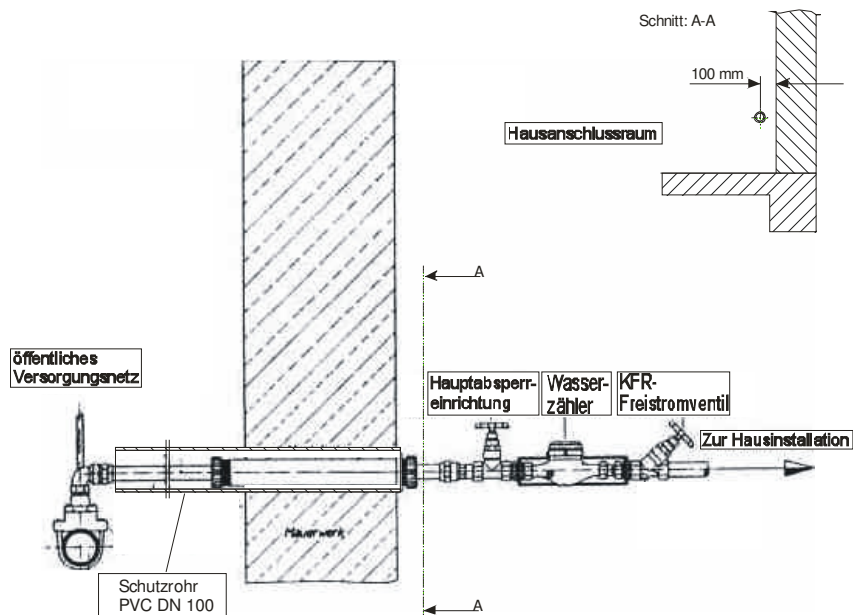 Schnitt: A-A
100 mm
Hausanschlussraum
A
öffentliches
Versorgungsnetz
Hauptabsperr-
einrichtung
Wasser-
zähler
KFR-
Freistromventil
Zur Hausinstallation
Mauerwerk
Schutzrohr
PVC DN 100
A